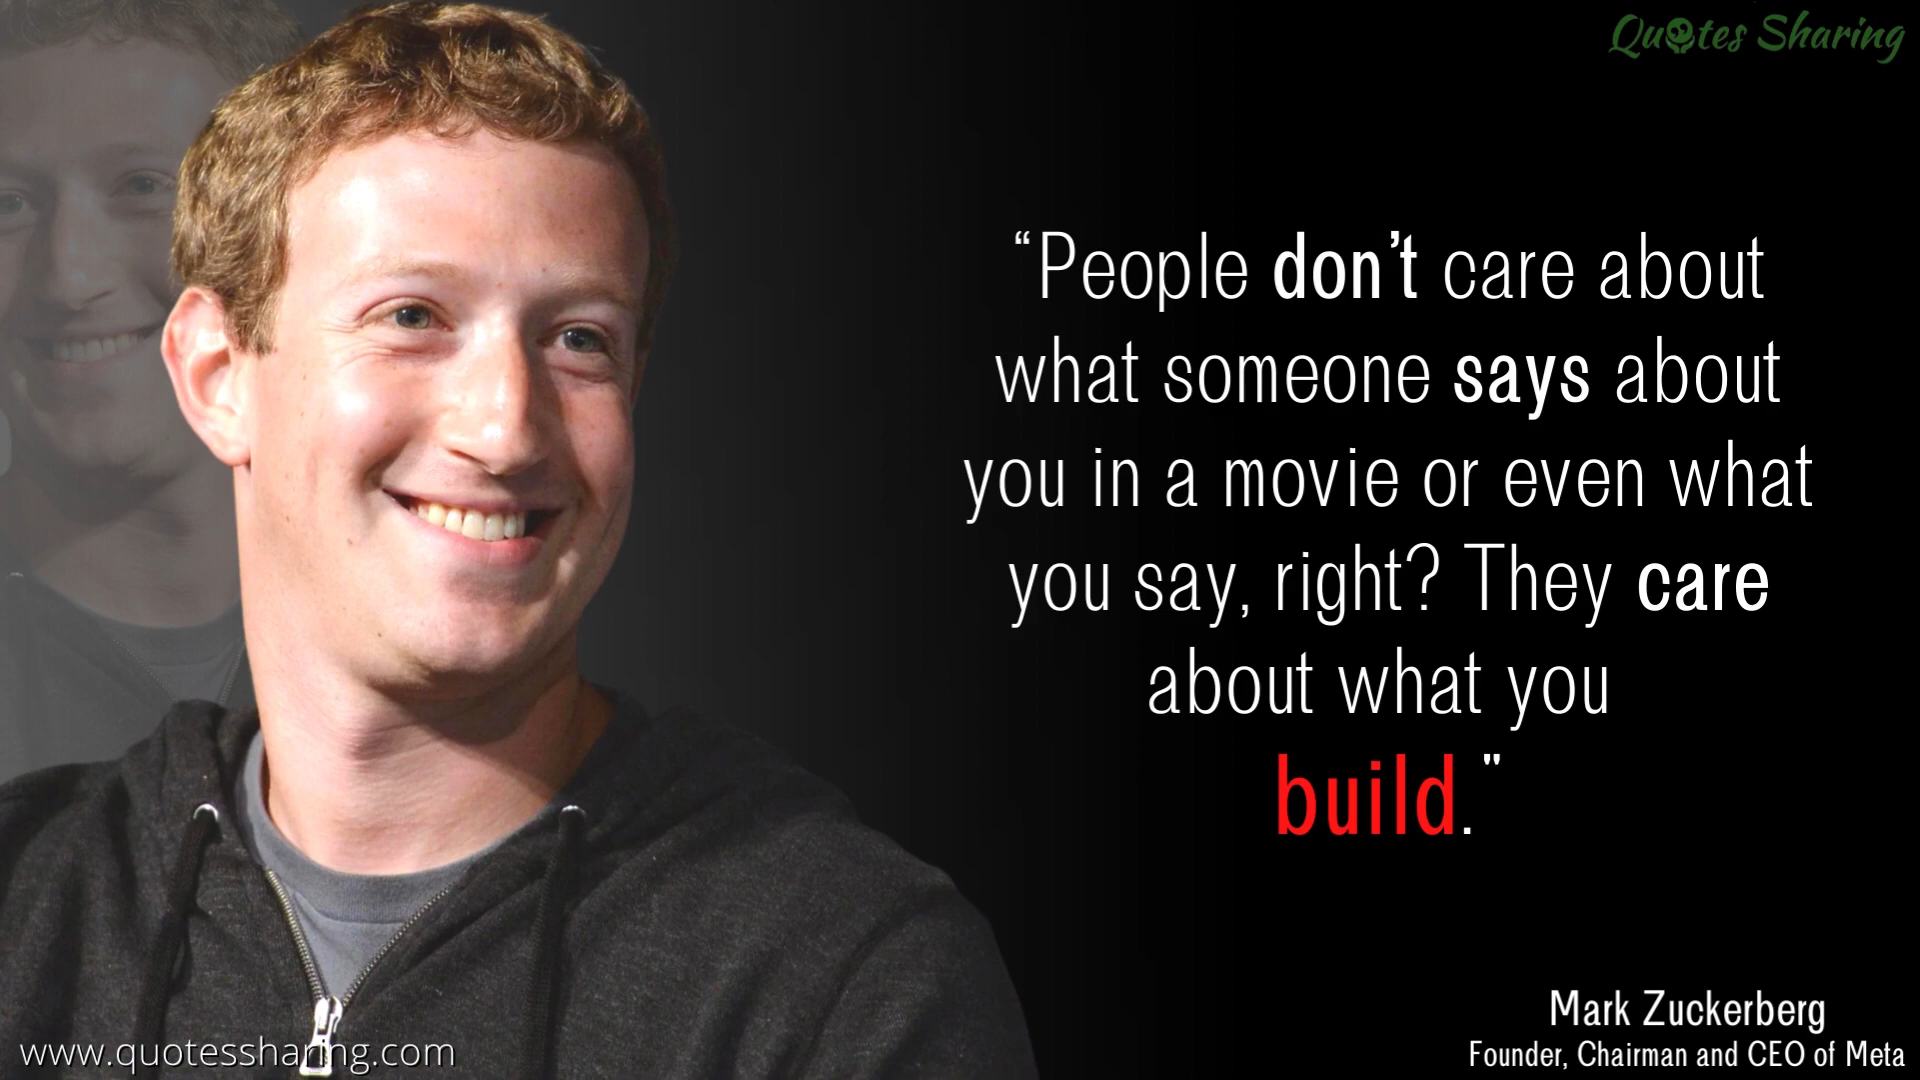 Quotes Sharing
“People don’t care about
what someone says about
you in a movie or even what
you say, right? They care
about what you
build."
Mark Zuckerberg
Founder, Chairman and CEO of Meta
www.quotessharing.com